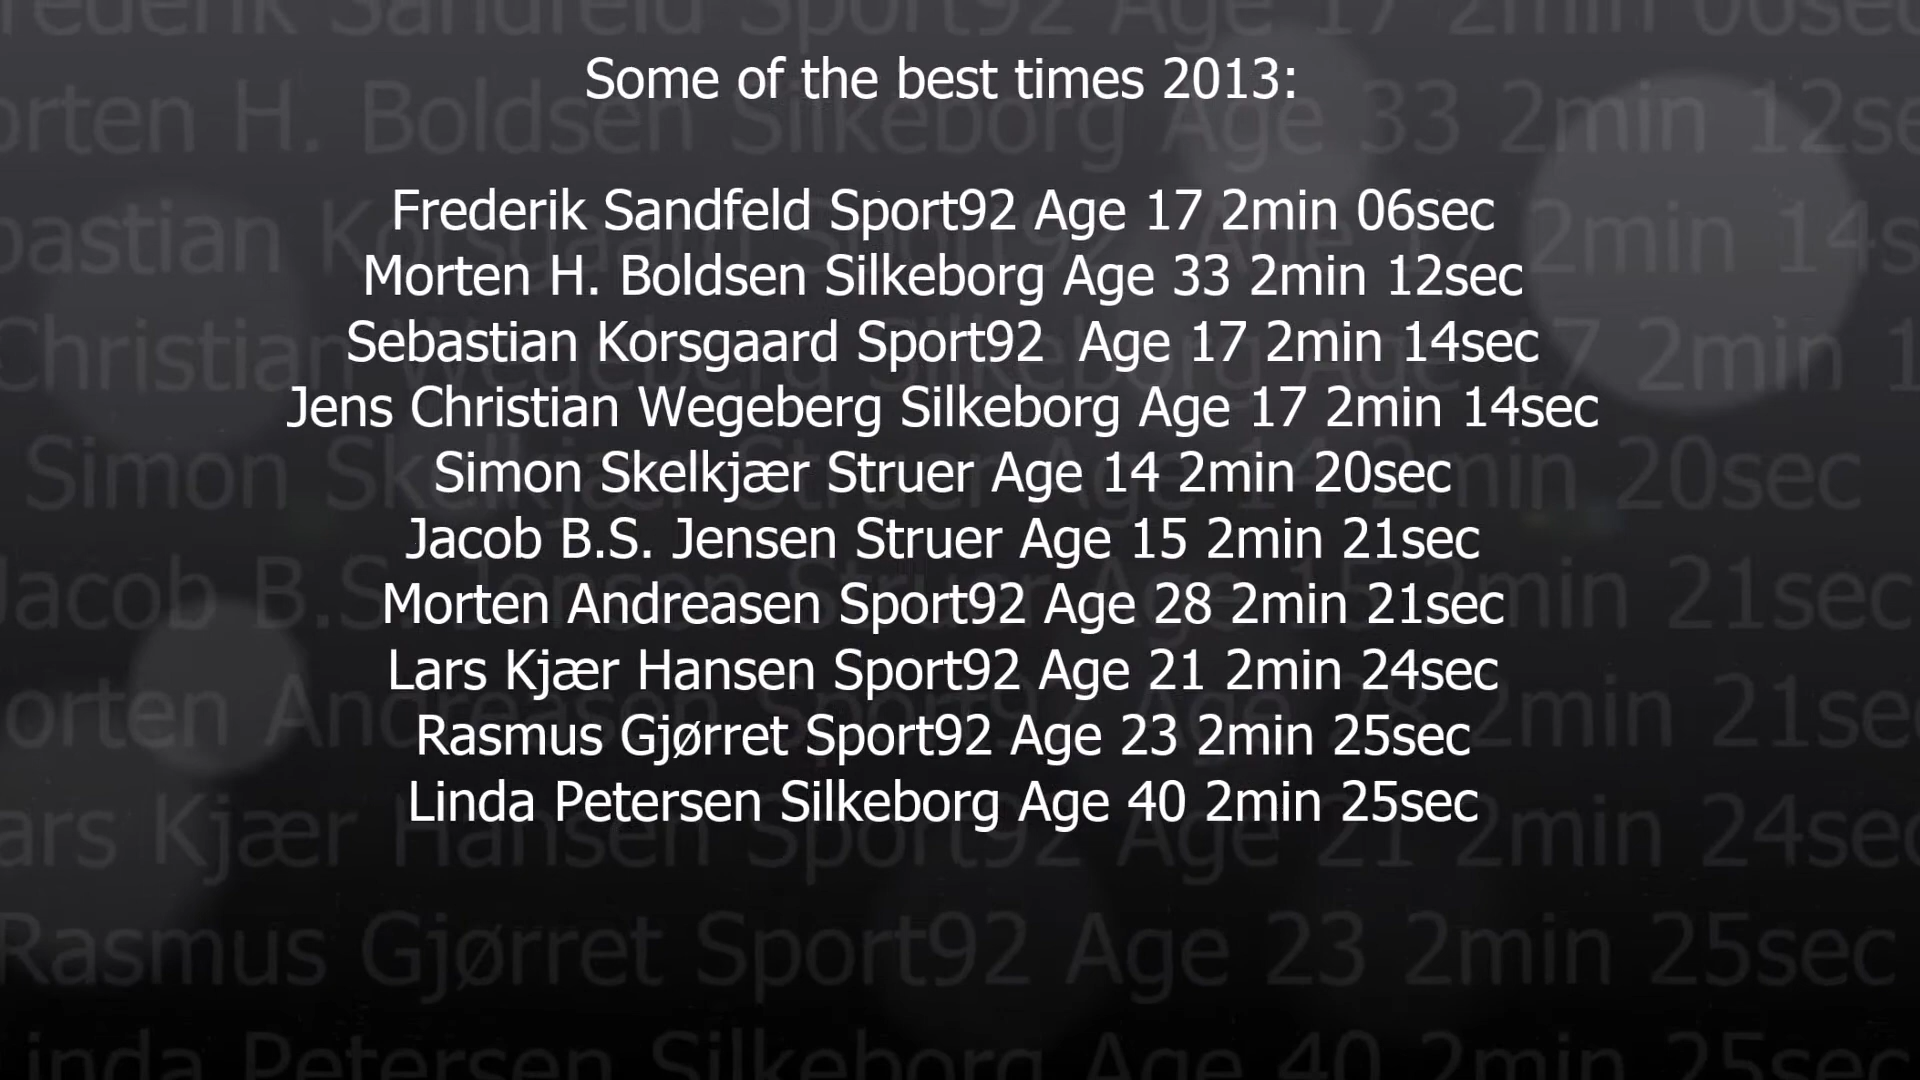 Some of the best times 2013:
Frederik Sandfeld Sport92 Age 17 2min 06sec
Morten H. Boldsen Silkeborg Age 33 2min 12sec
Sebastian Korsgaard Sport92  Age 17 2min 14sec
Jens Christian Wegeberg Silkeborg Age 17 2min 14sec
Simon Skelkjær Struer Age 14 2min 20sec
Jacob B.S. Jensen Struer Age 15 2min 21sec
Morten Andreasen Sport92 Age 28 2min 21sec
Lars Kjær Hansen Sport92 Age 21 2min 24sec
Rasmus Gjørret Sport92 Age 23 2min 25sec
Linda Petersen Silkeborg Age 40 2min 25sec